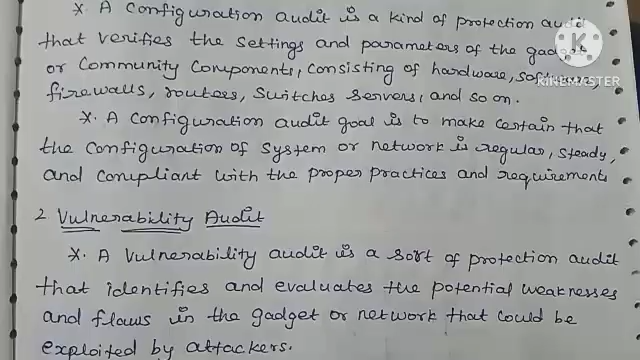 X. A Configuration audit is a kind of protection audit
that verifies the settings and parameters of the gadget
or Community Components, consisting of hardware, software,
firewalls, routers, switches servers, and so on.
X. A Configuration audit goal is to make certain that
the configuration of system or network is regular, steady,
and compliant with the proper practices and requirements
2. Vulnerability Audit
X. A Vulnerability audit is a sort of protection audit
that identifies and evaluates the potential weaknesses
and flaws in the gadget or network that could be
exploited by attackers.
KINEMASTER